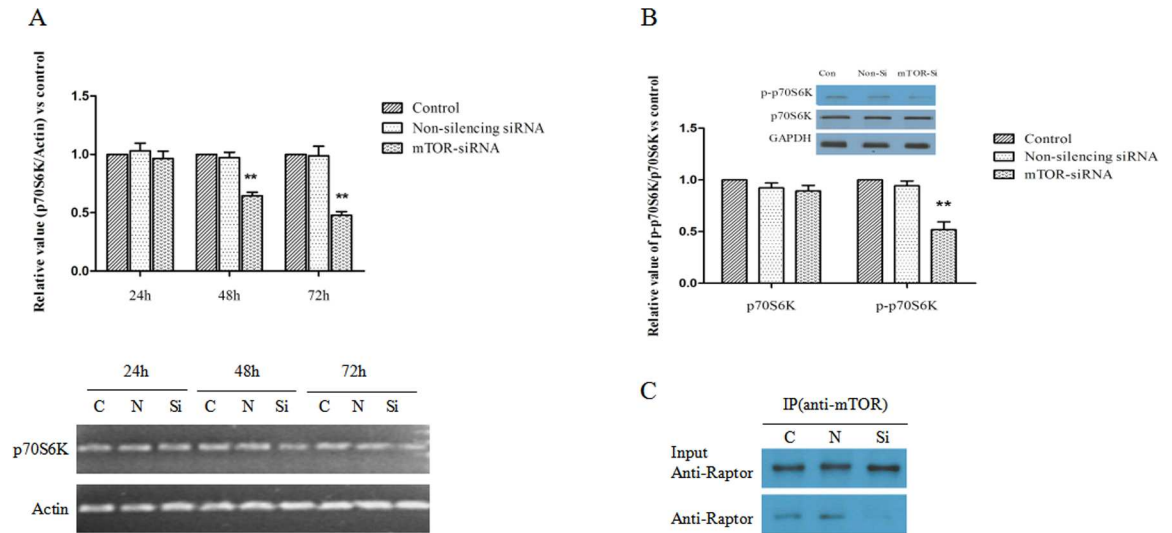 A
Relative value (p70S6K/Actin) vs control
1.5
1.0
0.5
0.0
**
**
24h
48h
72h
Control
Non-silencing siRNA
mTOR-siRNA
24h 48h 72h
C N Si C N Si C N Si
p70S6K
Actin
B
Relative value of p-p70S6K/p70S6K vs control
Con Non-Si mTOR-Si
p-p70S6K
p70S6K
GAPDH
1.5
1.0
0.5
0.0
**
p70S6K
p-p70S6K
Control
Non-silencing siRNA
mTOR-siRNA
C
IP(anti-mTOR)
C N Si
Input
Anti-Raptor
Anti-Raptor